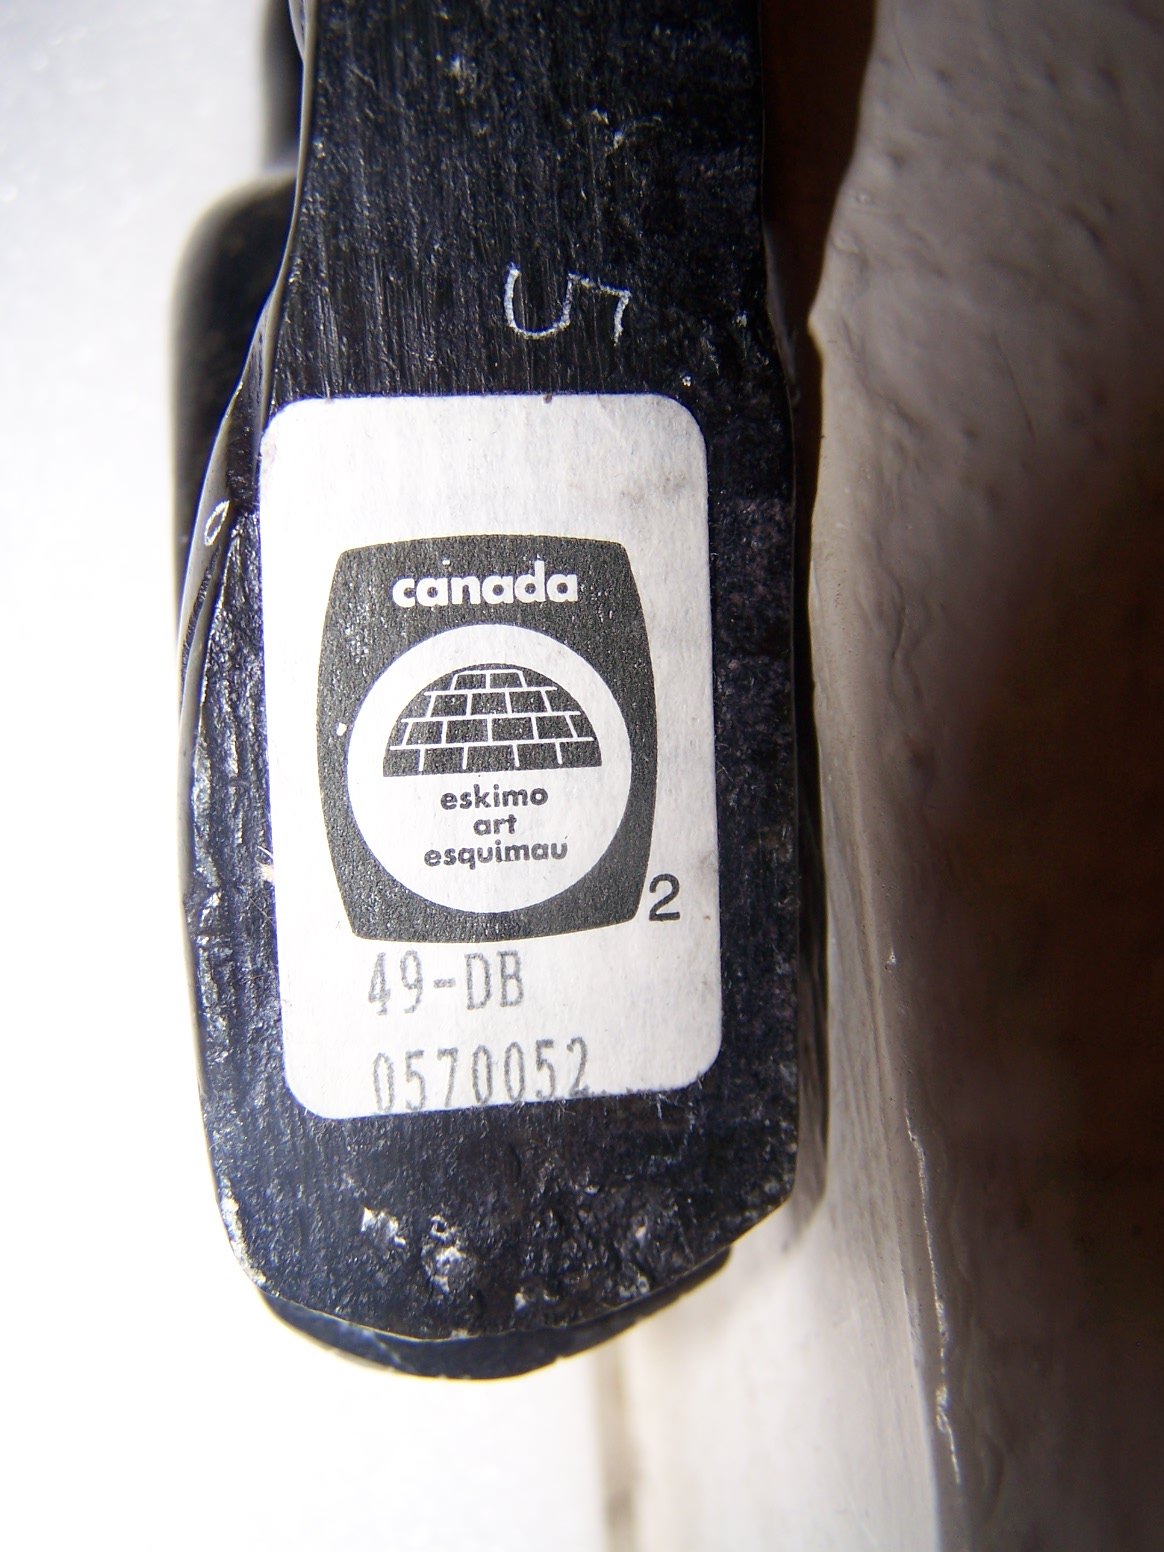 canada
eskimo
art
esquimau
2
49-DB
0570052